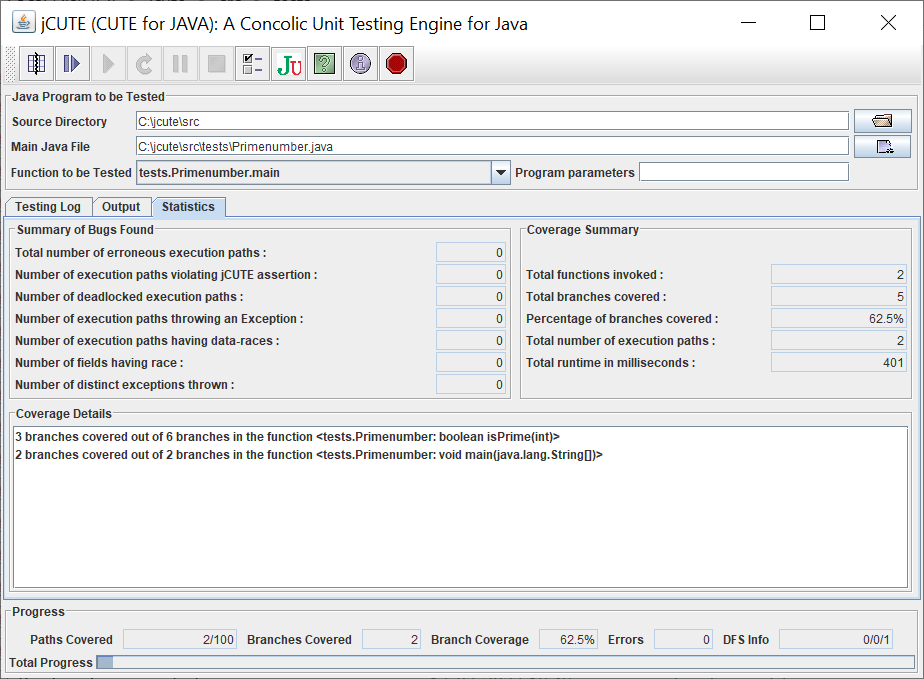 jCUTE (CUTE for JAVA): A Concolic Unit Testing Engine for Java
JU ? i
Java Program to be Tested
Source Directory C:\jcute\src
Main Java File C:\jcute\src\tests\Primenumber.java
Function to be Tested tests.Primenumber.main Program parameters
Testing Log Output Statistics
Summary of Bugs Found
Total number of erroneous execution paths : 0
Number of execution paths violating jCUTE assertion : 0
Number of deadlocked execution paths : 0
Number of execution paths throwing an Exception : 0
Number of execution paths having data-races : 0
Number of fields having race : 0
Number of distinct exceptions thrown : 0
Coverage Summary
Total functions invoked : 2
Total branches covered : 5
Percentage of branches covered : 62.5%
Total number of execution paths : 2
Total runtime in milliseconds : 401
Coverage Details
3 branches covered out of 6 branches in the function <tests.Primenumber: boolean isPrime(int)>
2 branches covered out of 2 branches in the function <tests.Primenumber: void main(java.lang.String[])>
Progress
Paths Covered 2/100 Branches Covered 2 Branch Coverage 62.5% Errors 0 DFS Info 0/0/1
Total Progress